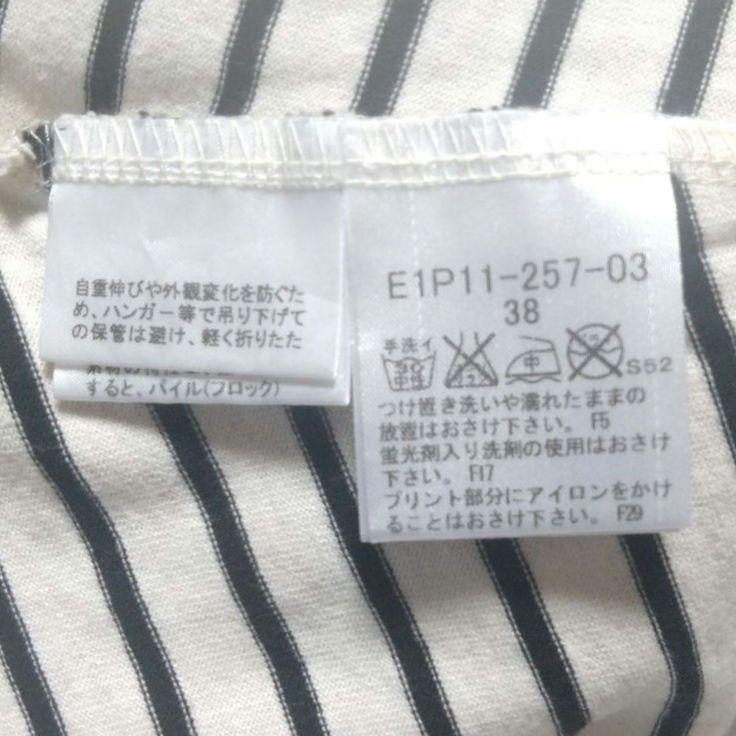 自重伸びや外観変化を防ぐた
め、ハンガー等で吊り下げて
の保管は避け、軽く折りたた
すると、パイル(フロック)
E1P11-257-03
38
手洗イ
30
中性
中
S52
つけ置き洗いや濡れたままの
放置はおさけ下さい。 F5
蛍光剤入り洗剤の使用はおさけ
下さい。 F17
プリント部分にアイロンをかけ
ることはおさけ下さい。 F29